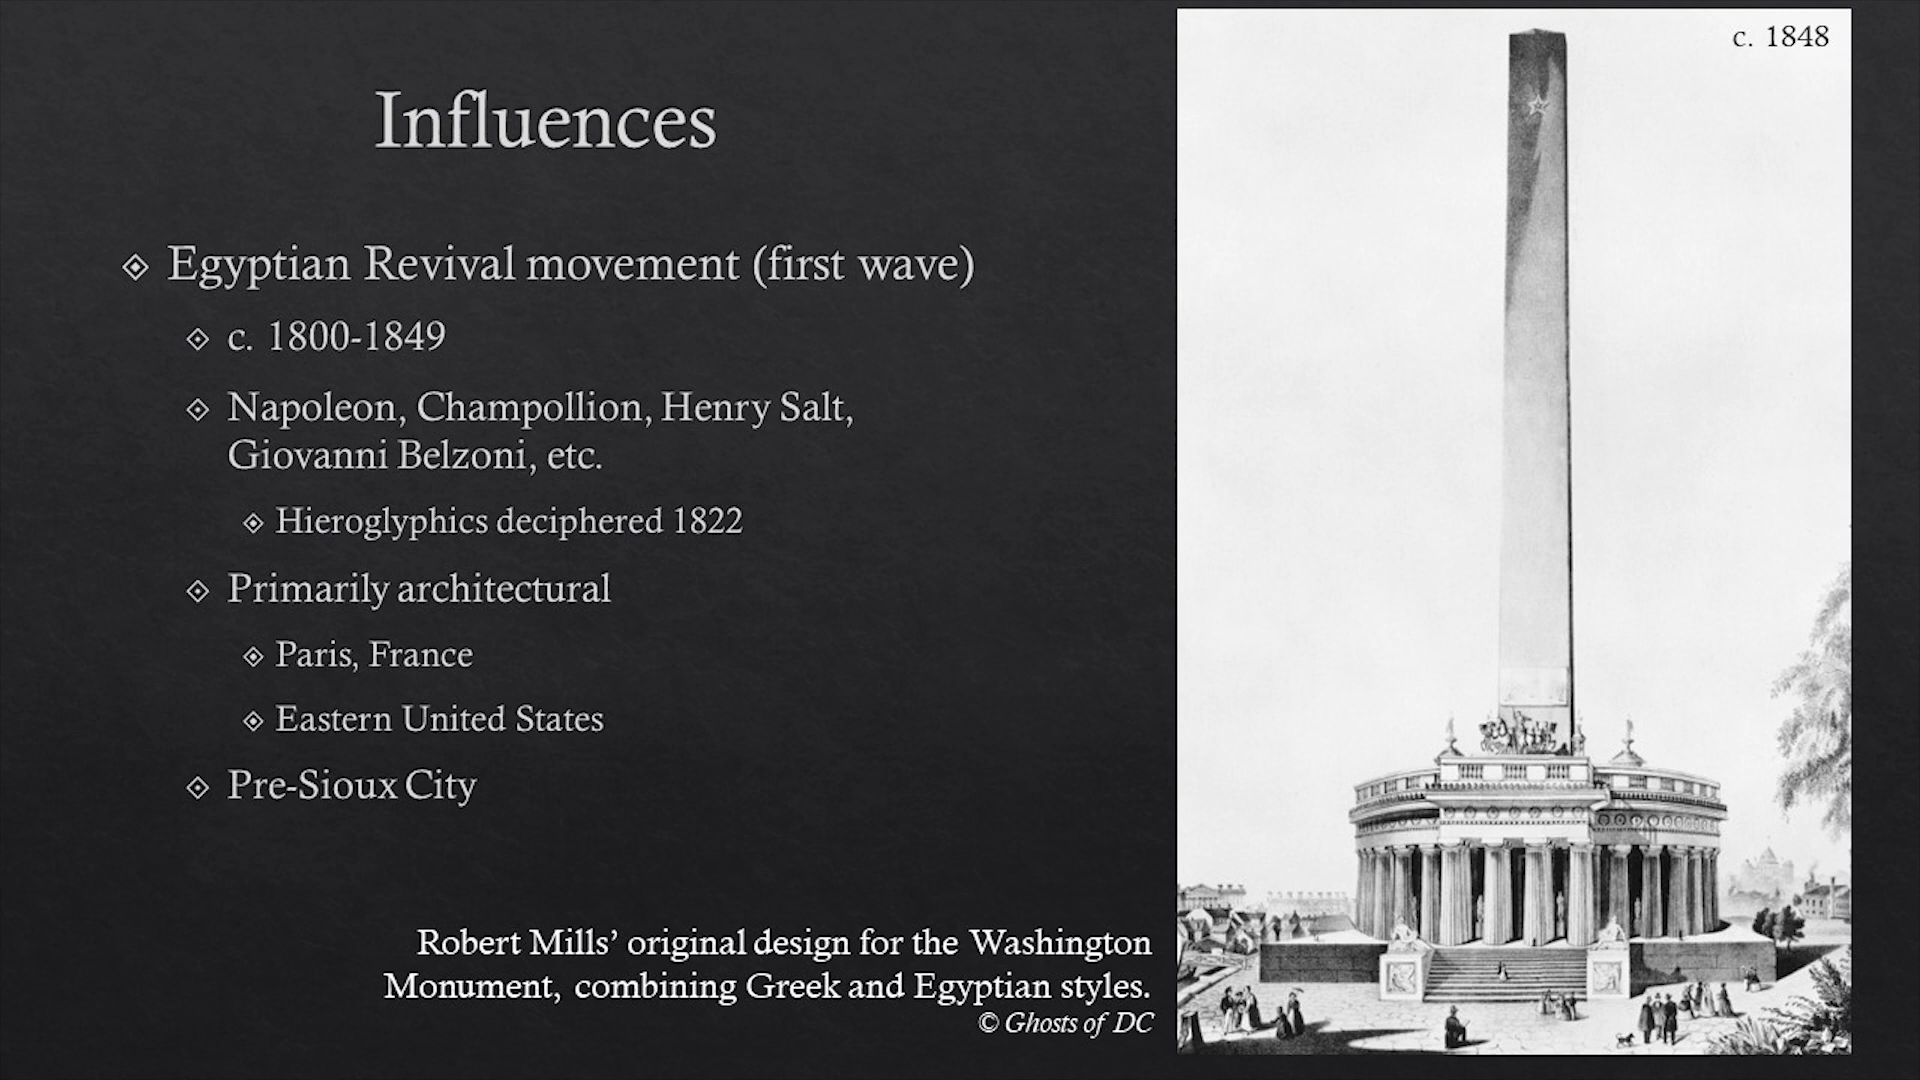 Influences
Egyptian Revival movement (first wave)
c. 1800-1849
Napoleon, Champollion, Henry Salt,
Giovanni Belzoni, etc.
Hieroglyphics deciphered 1822
Primarily architectural
Paris, France
Eastern United States
Pre-Sioux City
Robert Mills’ original design for the Washington
Monument, combining Greek and Egyptian styles.
© Ghosts of DC
c. 1848